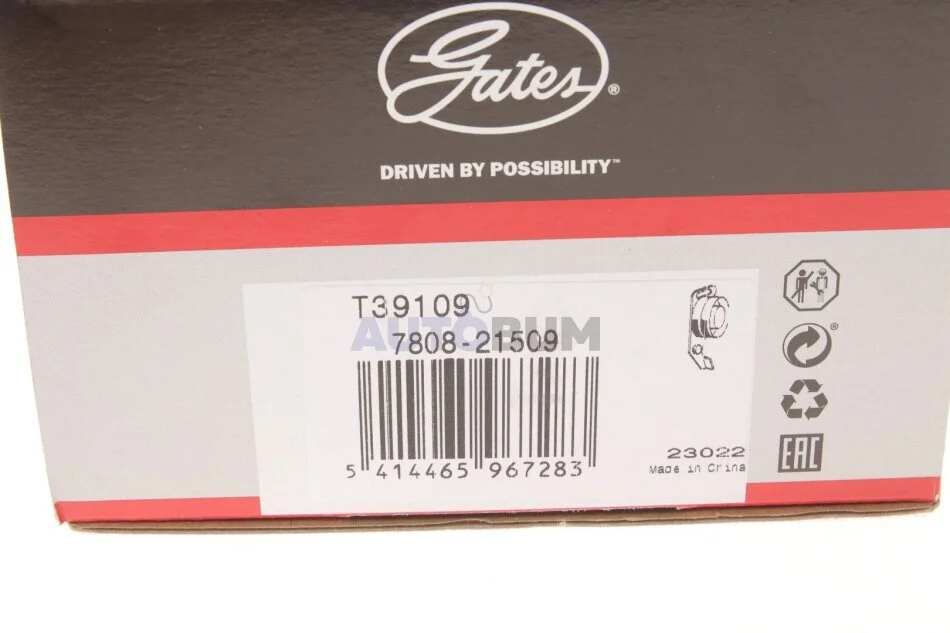 Gates®
DRIVEN BY POSSIBILITY™
T39109
AUTORUM
7808-21509
®
5 414465 967283
23022
Made in China
EAC